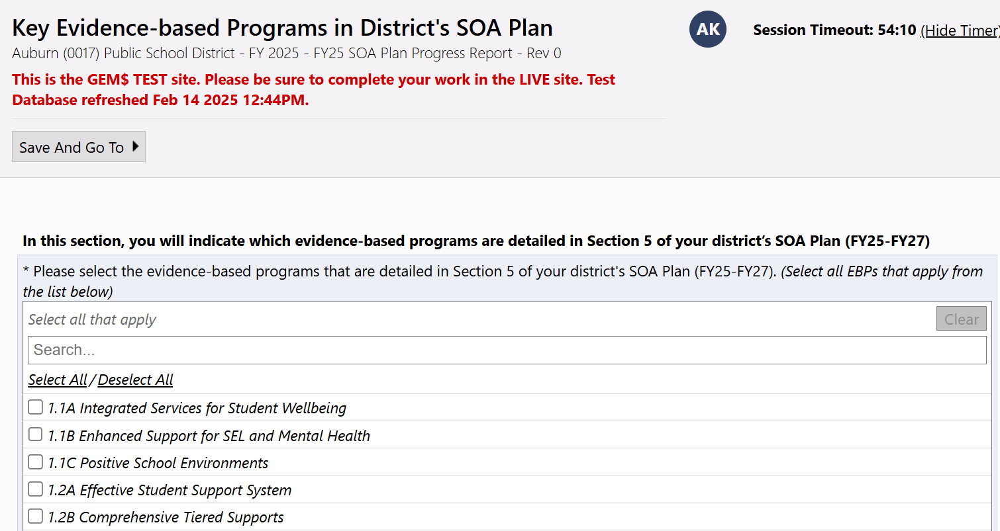 Key Evidence-based Programs in District's SOA Plan
Auburn (0017) Public School District - FY 2025 - FY25 SOA Plan Progress Report - Rev 0
This is the GEM$ TEST site. Please be sure to complete your work in the LIVE site. Test
Database refreshed Feb 14 2025 12:44PM.
AK
Session Timeout: 54:10 (Hide Timer)
Save And Go To
In this section, you will indicate which evidence-based programs are detailed in Section 5 of your district’s SOA Plan (FY25-FY27)
* Please select the evidence-based programs that are detailed in Section 5 of your district's SOA Plan (FY25-FY27). (Select all EBPs that apply from
the list below)
Select all that apply
Clear
Search...
Select All / Deselect All
1.1A Integrated Services for Student Wellbeing
1.1B Enhanced Support for SEL and Mental Health
1.1C Positive School Environments
1.2A Effective Student Support System
1.2B Comprehensive Tiered Supports